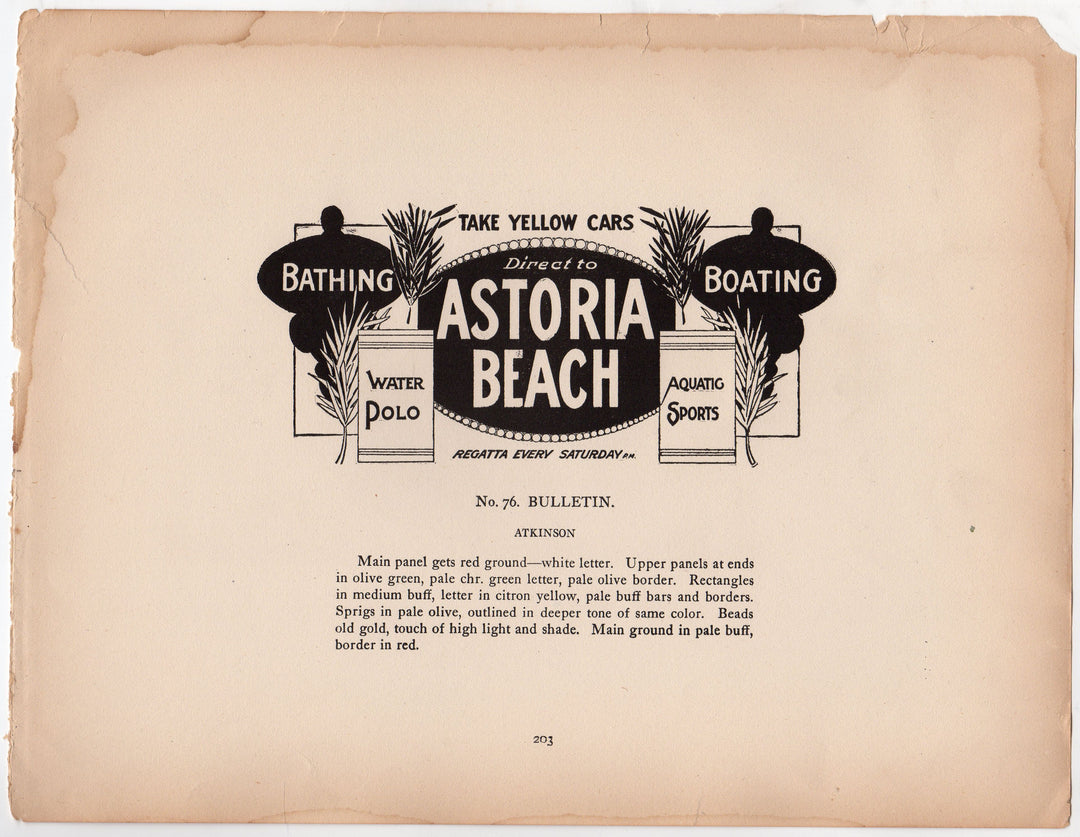 TAKE YELLOW CARS
BATHING
Direct to
BOATING
ASTORIA
BEACH
WATER
POLO
AQUATIC
SPORTS
REGATTA EVERY SATURDAY P.M.
No. 76. BULLETIN.
ATKINSON
Main panel gets red ground—white letter. Upper panels at ends
in olive green, pale chr. green letter, pale olive border. Rectangles
in medium buff, letter in citron yellow, pale buff bars and borders.
Sprigs in pale olive, outlined in deeper tone of same color. Beads
old gold, touch of high light and shade. Main ground in pale buff,
border in red.
203